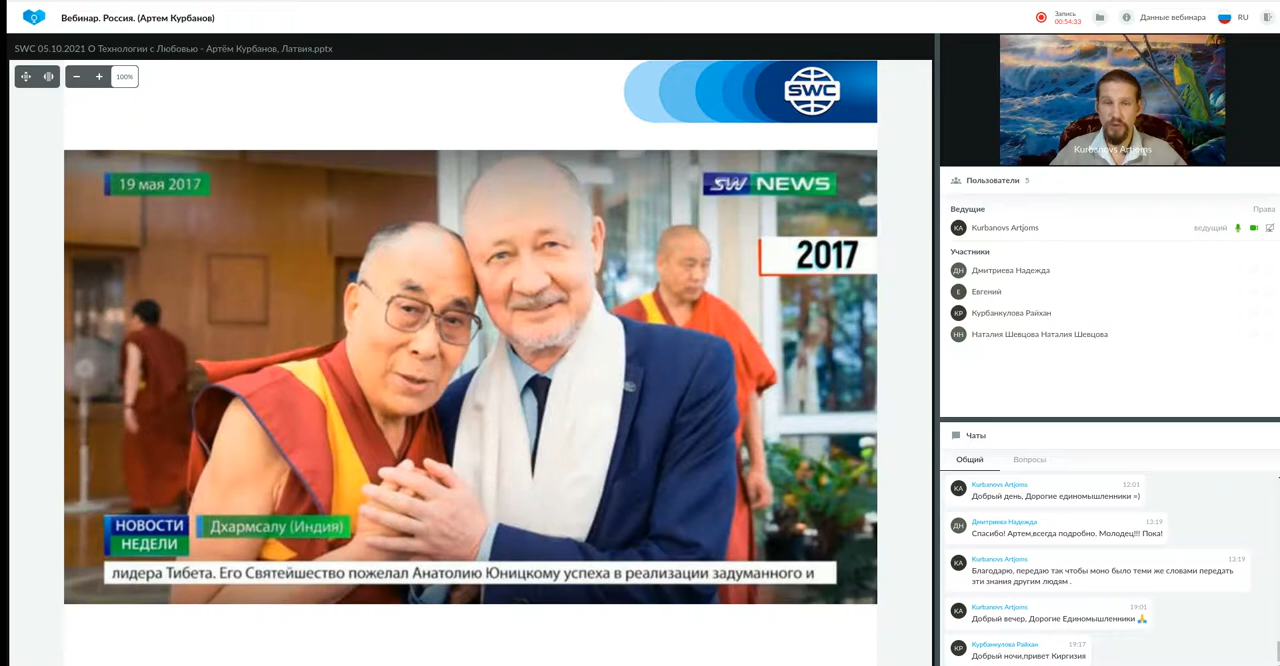 Вебинар. Россия. (Артем Курбанов)
Запись
00:54:33
Данные вебинара
RU
SWC 05.10.2021 О Технологии с Любовью - Артём Курбанов, Латвия.pptx
100%
SWC
19 мая 2017
SW NEWS
2017
НОВОСТИ
НЕДЕЛИ
Дхармсалу (Индия)
лидера Тибета. Его Святейшество пожелал Анатолию Юницкому успеха в реализации задуманного и
Kurbanovs Artjoms
Пользователи 5
Ведущие
Права
KA
Kurbanovs Artjoms
ведущий
Участники
ДН
Дмитриева Надежда
Е
Евгений
КР
Курбанкулова Райхан
НН
Наталия Шевцова Наталия Шевцова
Чаты
Общий
Вопросы
KA
Kurbanovs Artjoms
12:01
Добрый день, Дорогие единомышленники =)
ДН
Дмитриева Надежда
13:19
Спасибо! Артем,всегда подробно. Молодец!!! Пока!
KA
Kurbanovs Artjoms
13:19
Благодарю, передаю так чтобы моно было теми же словами передать
эти знания другим людям .
KA
Kurbanovs Artjoms
19:01
Добрый вечер, Дорогие Единомышленники 🙏
КР
Курбанкулова Райхан
19:17
Добрый ночи,привет Киргизия